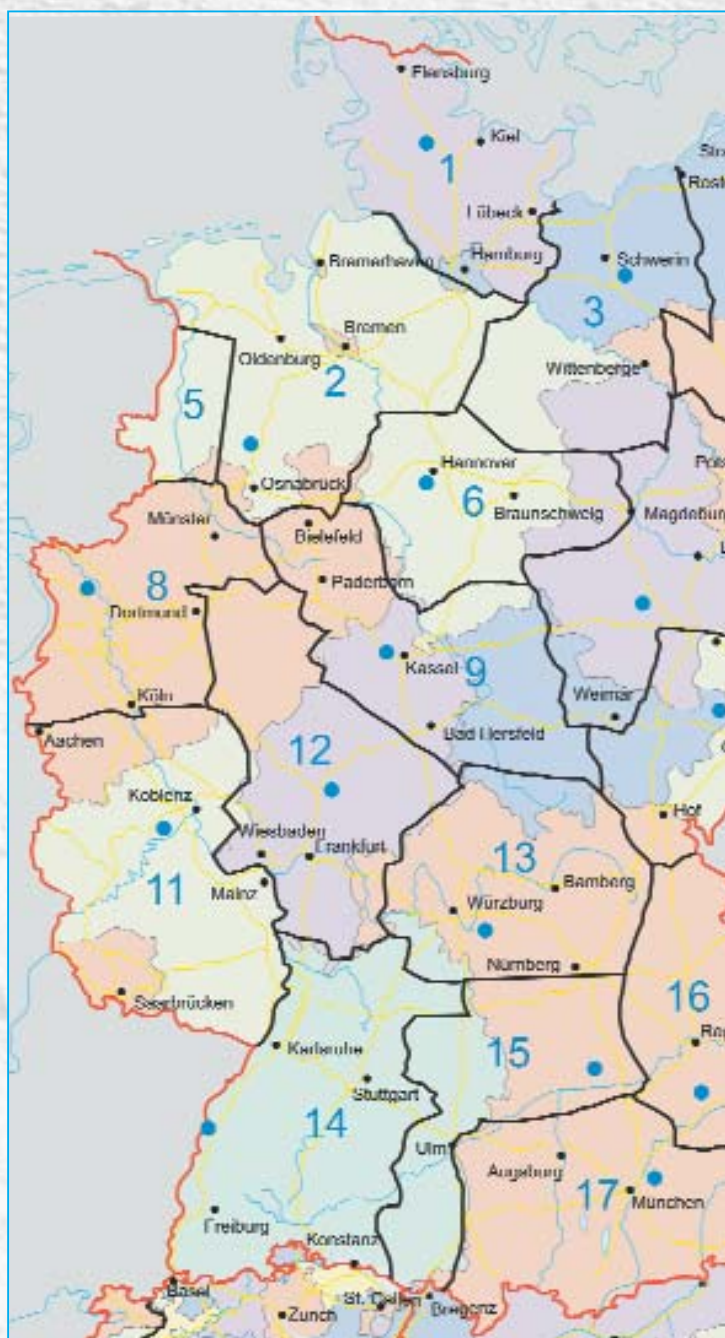 Flensburg
Kiel
1
Lübeck
Hamburg
Bremerhaven
Schwerin
3
Bremen
Oldenburg
2
Wittenberge
5
Hannover
Osnabrück
6
Braunschweig
Magdeburg
Münster
Bielefeld
8
Paderborn
Dortmund
Kassel
9
Köln
Weimar
Aachen
12
Bad Hersfeld
Koblenz
Hof
Wiesbaden
Frankfurt
13
11
Mainz
Bamberg
Würzburg
Nürnberg
Saarbrücken
16
Karlsruhe
15
Stuttgart
14
Ulm
Augsburg
17
München
Freiburg
Konstanz
Basel
St. Gallen
Bregenz
Zürich